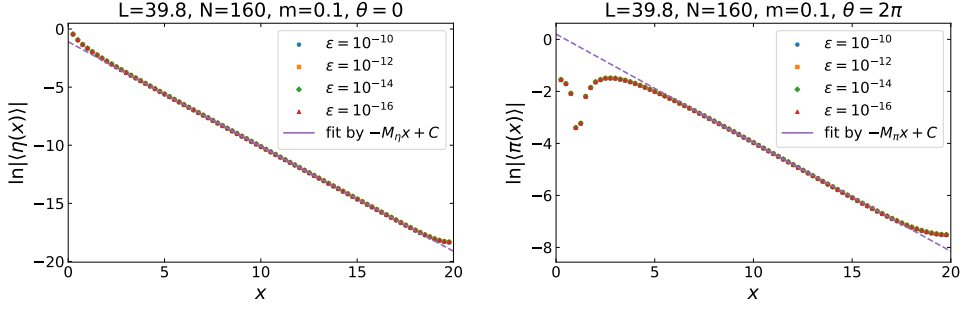 L=39.8, N=160, m=0.1, θ = 0
ln|⟨η(x)⟩|
0
−5
−10
−15
−20
0
5
10
15
20
x
ε = 10⁻¹⁰
ε = 10⁻¹²
ε = 10⁻¹⁴
ε = 10⁻¹⁶
fit by −M_η x + C
L=39.8, N=160, m=0.1, θ = 2π
ln|⟨π(x)⟩|
0
−2
−4
−6
−8
0
5
10
15
20
x
ε = 10⁻¹⁰
ε = 10⁻¹²
ε = 10⁻¹⁴
ε = 10⁻¹⁶
fit by −M_π x + C